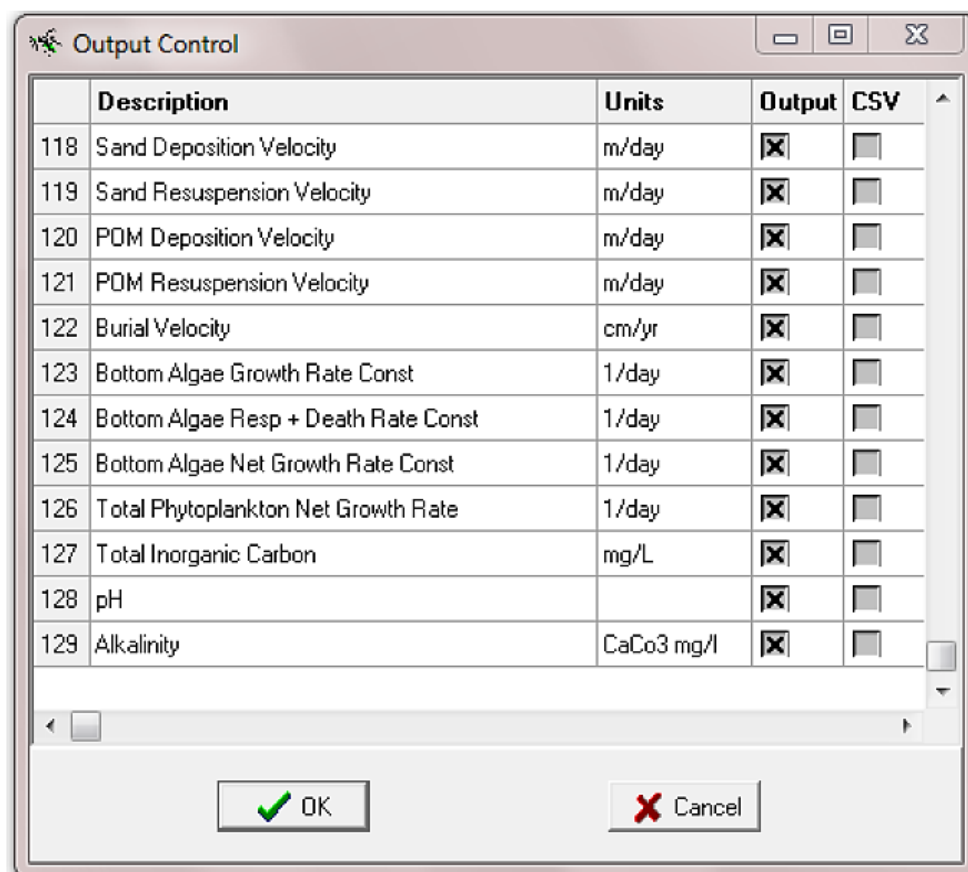 Output Control
Description Units Output CSV
118 Sand Deposition Velocity m/day
119 Sand Resuspension Velocity m/day
120 POM Deposition Velocity m/day
121 POM Resuspension Velocity m/day
122 Burial Velocity cm/yr
123 Bottom Algae Growth Rate Const 1/day
124 Bottom Algae Resp + Death Rate Const 1/day
125 Bottom Algae Net Growth Rate Const 1/day
126 Total Phytoplankton Net Growth Rate 1/day
127 Total Inorganic Carbon mg/L
128 pH
129 Alkalinity CaCo3 mg/l
OK Cancel